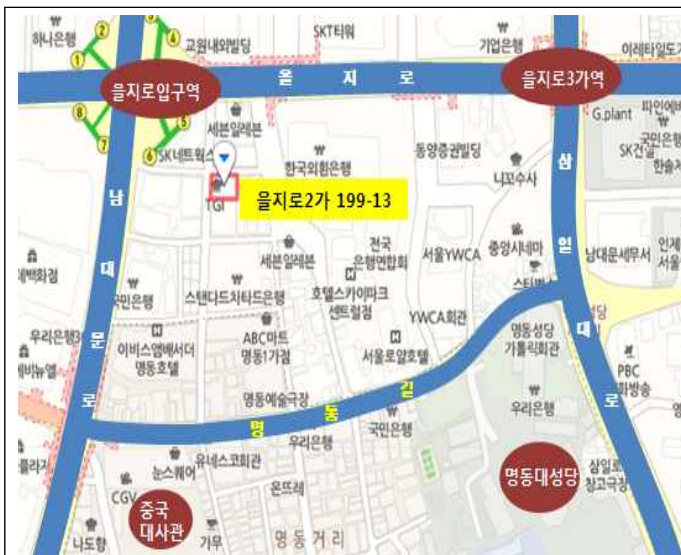 하나은행
2
1
3
4
교원내외빌딩
SKT타워
기업은행
을지로입구역
을 지 로
을지로3가역
8
7
5
6
세븐일레븐
SK네트웍스
TGI
한국외환은행
동양증권빌딩
니꼬수사
G.plant
국민은행
SK건설
을지로2가 199-13
남 대 문 로
삼 일 대 로
세븐일레븐
전국
은행연합회
서울YWCA
중앙시네마
남대문세무서
국민은행
스탠다드차타드은행
호텔스카이파크
센트럴점
YWCA회관
우리은행
이비스앰배서더
명동호텔
ABC마트
명동1가점
서울로얄호텔
명동성당
가톨릭회관
PBC
명동예술극장
명 동 길
우리은행
국민은행
우리은행
눈스퀘어
유네스코회관
온뜨레
CGV
중국
대사관
명동대성당
삼일로
창고극장
나도향
가무
명동거리